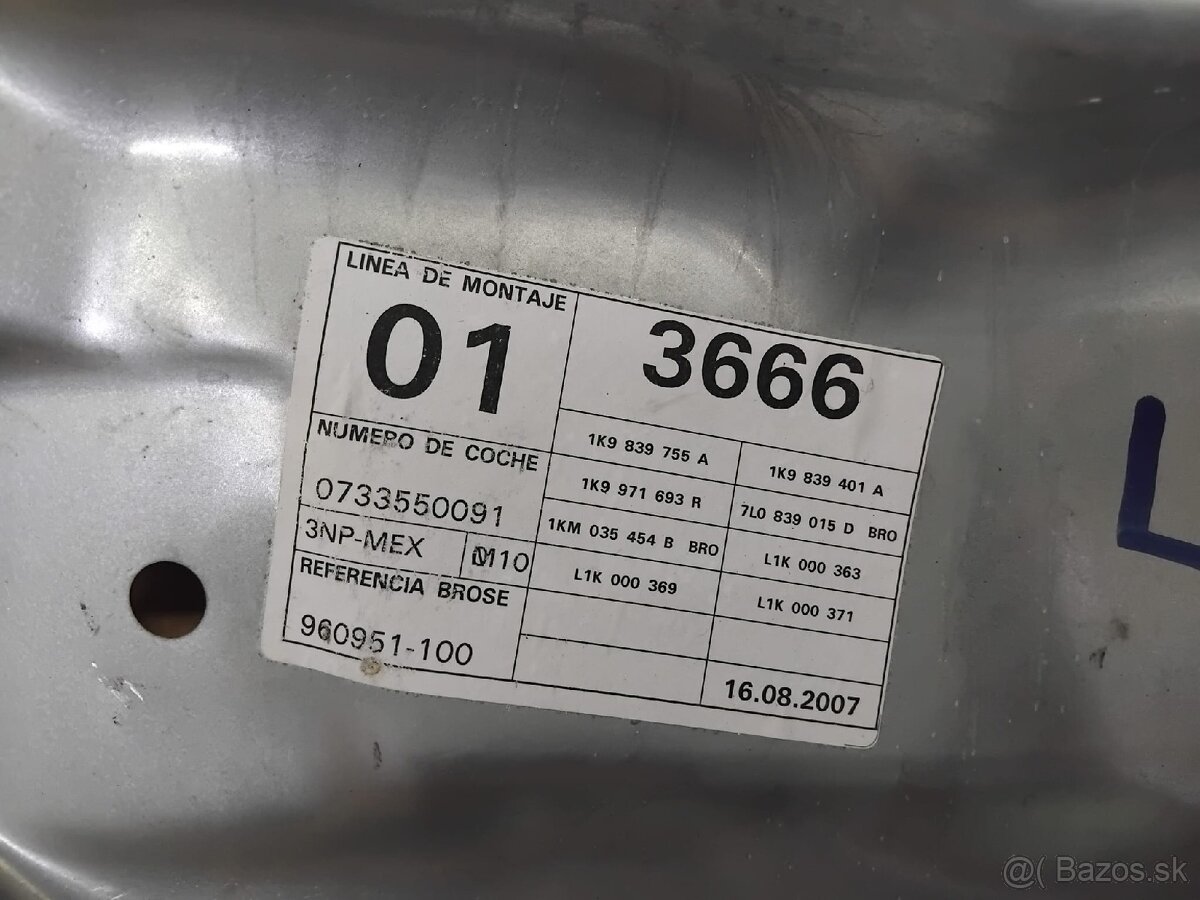 LINEA DE MONTAJE
01
3666
NUMERO DE COCHE
0733550091
3NP-MEX
M10
REFERENCIA BROSE
960951-100
1K9 839 755 A
1K9 839 401 A
1K9 971 693 R
7L0 839 015 D BRO
1KM 035 454 B BRO
L1K 000 363
L1K 000 369
L1K 000 371
16.08.2007
L
@( Bazos.sk